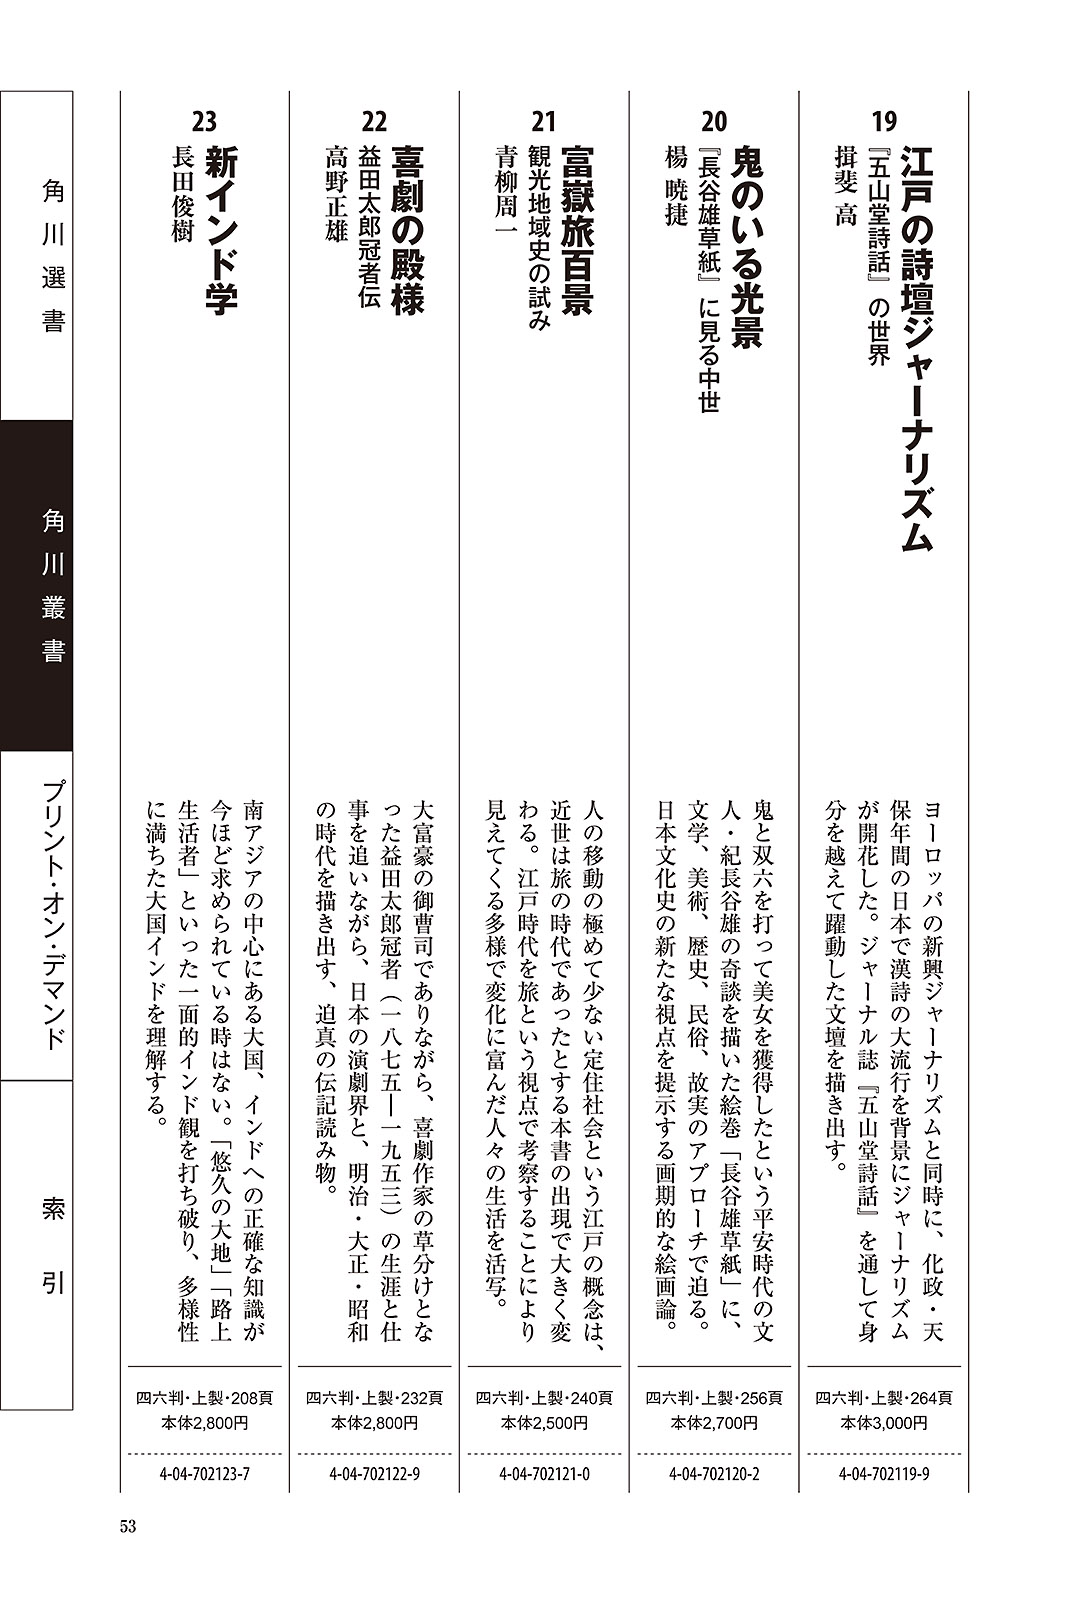 19
江戸の詩壇ジャーナリズム
『五山堂詩話』の世界
揖斐 高
ヨーロッパの新興ジャーナリズムと同時に、化政・天
保年間の日本で漢詩の大流行を背景にジャーナリズム
が開花した。ジャーナル誌『五山堂詩話』を通して身
分を越えて躍動した文壇を描き出す。
四六判・上製・264頁
本体3,000円
4-04-702119-9
20
鬼のいる光景
『長谷雄草紙』に見る中世
楊 暁捷
鬼と双六を打って美女を獲得したという平安時代の文
人・紀長谷雄の奇談を描いた絵巻「長谷雄草紙」に、
文学、美術、歴史、民俗、故実のアプローチで迫る。
日本文化史の新たな視点を提示する画期的な絵画論。
四六判・上製・256頁
本体2,700円
4-04-702120-2
21
富嶽旅百景
観光地域史の試み
青柳周一
人の移動の極めて少ない定住社会という江戸の概念は、
近世は旅の時代であったとする本書の出現で大きく変
わる。江戸時代を旅という視点で考察することにより
見えてくる多様で変化に富んだ人々の生活を活写。
四六判・上製・240頁
本体2,500円
4-04-702121-0
22
喜劇の殿様
益田太郎冠者伝
高野正雄
大富豪の御曹司でありながら、喜劇作家の草分けとな
った益田太郎冠者（一八七五―一九五三）の生涯と仕
事を追いながら、日本の演劇界と、明治・大正・昭和
の時代を描き出す、迫真の伝記読み物。
四六判・上製・232頁
本体2,800円
4-04-702122-9
23
新インド学
長田俊樹
南アジアの中心にある大国、インドへの正確な知識が
今ほど求められている時はない。「悠久の大地」「路上
生活者」といった一面的インド観を打ち破り、多様性
に満ちた大国インドを理解する。
四六判・上製・208頁
本体2,800円
4-04-702123-7
角川選書
角川叢書
プリント・オン・デマンド
索引
53